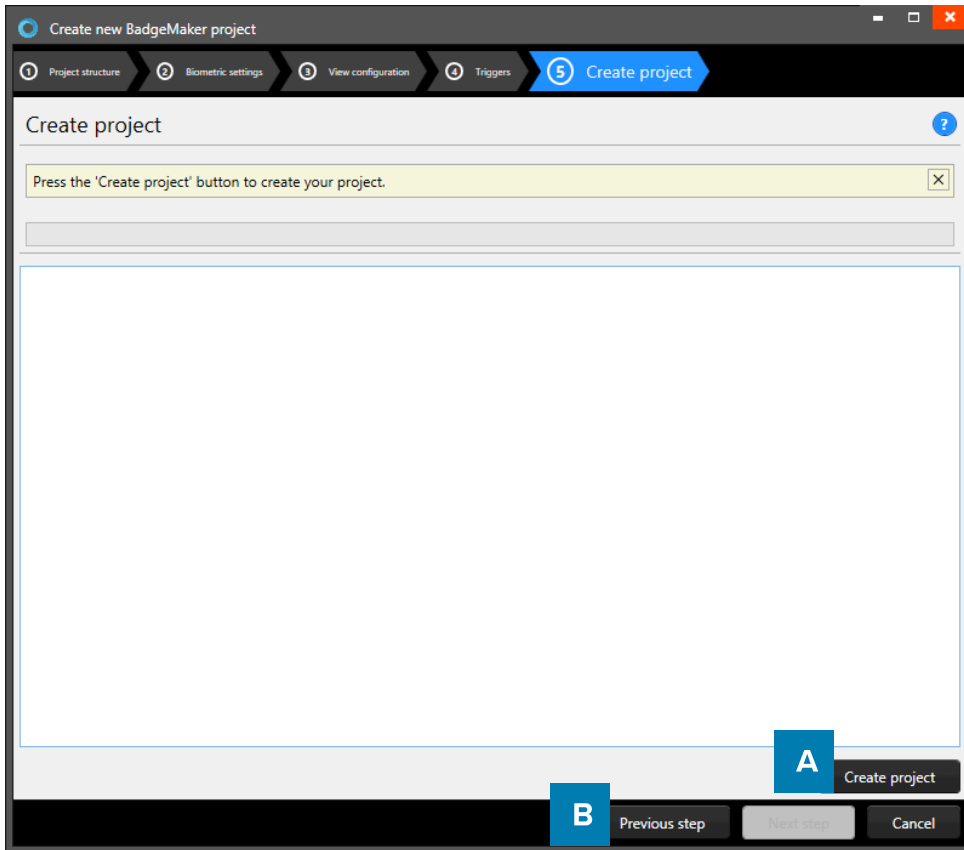 Create new BadgeMaker project
1 Project structure 2 Biometric settings 3 View configuration 4 Triggers 5 Create project
Create project
?
Press the 'Create project' button to create your project.
A
Create project
B
Previous step Next step Cancel